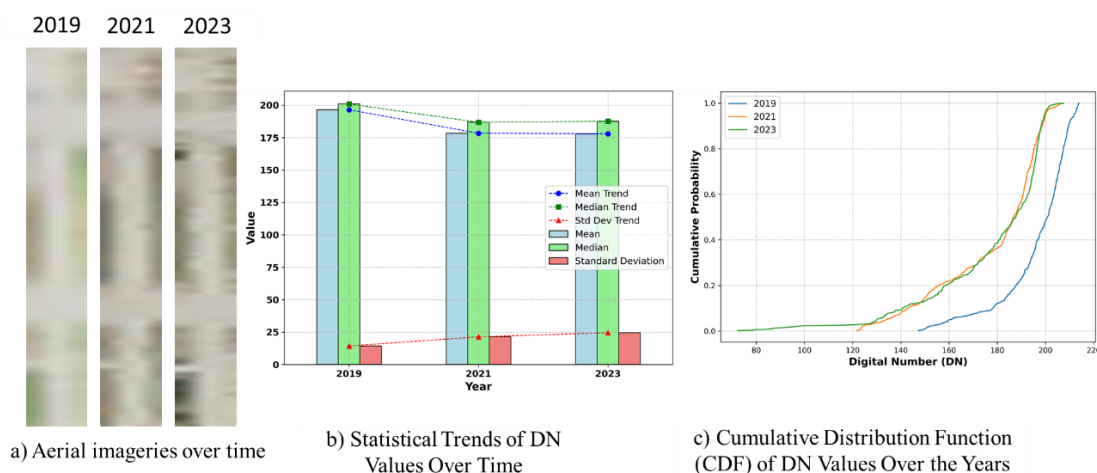 2019 2021 2023
a) Aerial imageries over time
200
175
150
125
100
75
50
25
0
Value
Mean Trend
Median Trend
Std Dev Trend
Mean
Median
Standard Deviation
2019 2021 2023
Year
b) Statistical Trends of DN
Values Over Time
1.0
0.8
0.6
0.4
0.2
0.0
Cumulative Probability
2019
2021
2023
80 100 120 140 160 180 200 220
Digital Number (DN)
c) Cumulative Distribution Function
(CDF) of DN Values Over the Years